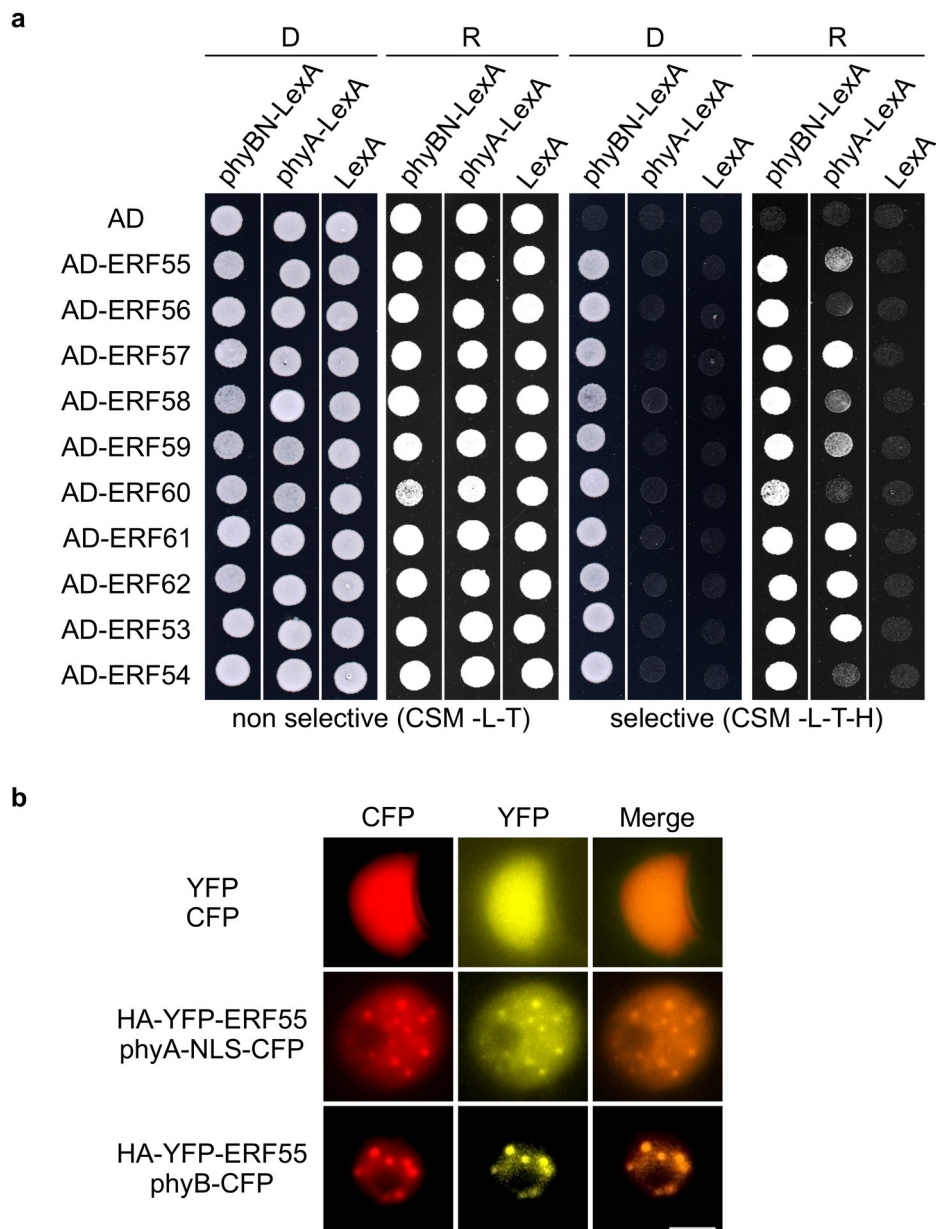 a
D R D R
phyBN-LexA phyA-LexA LexA phyBN-LexA phyA-LexA LexA phyBN-LexA phyA-LexA LexA phyBN-LexA phyA-LexA LexA
AD
AD-ERF55
AD-ERF56
AD-ERF57
AD-ERF58
AD-ERF59
AD-ERF60
AD-ERF61
AD-ERF62
AD-ERF53
AD-ERF54
non selective (CSM -L-T) selective (CSM -L-T-H)
b
CFP YFP Merge
YFP
CFP
HA-YFP-ERF55
phyA-NLS-CFP
HA-YFP-ERF55
phyB-CFP